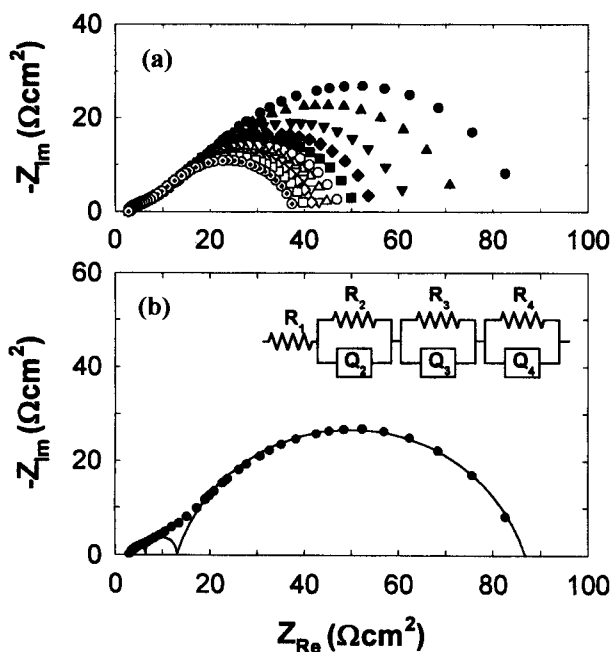 (a)
40
20
0
-Z_Im (Ωcm²)
0 20 40 60 80 100
(b)
60
40
20
0
-Z_Im (Ωcm²)
R₁
R₂ R₃ R₄
Q₂ Q₃ Q₄
0 20 40 60 80 100
Z_Re (Ωcm²)